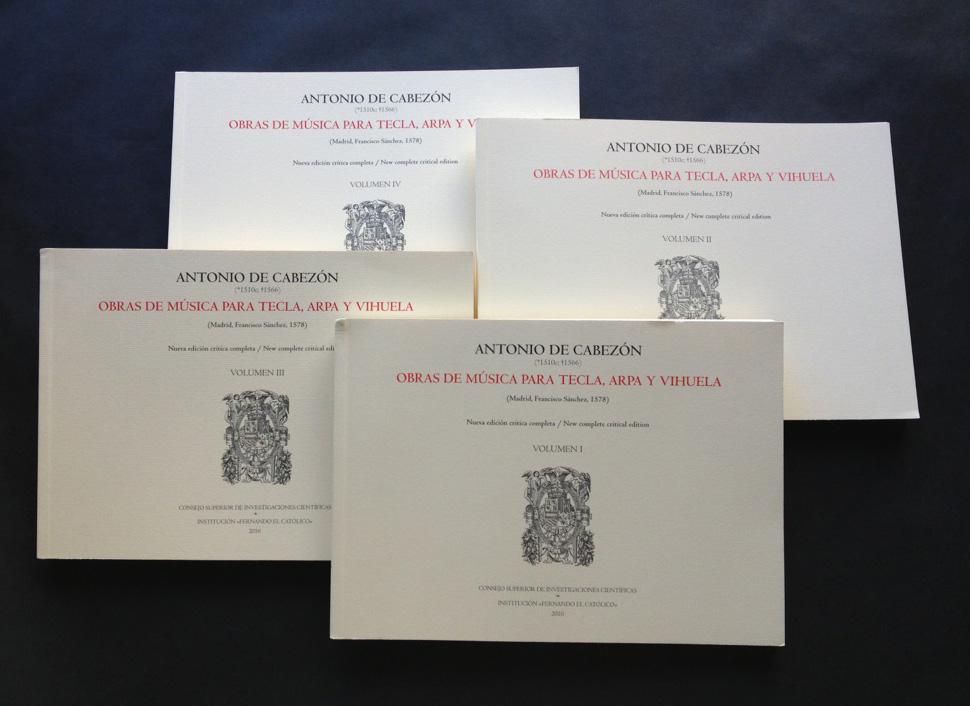 ANTONIO DE CABEZÓN
(*1510c; †1566)
OBRAS DE MÚSICA PARA TECLA, ARPA Y V
(Madrid, Francisco Sánchez, 1578)
Nueva edición crítica completa / New complete critical edition
VOLUMEN IV
ANTONIO DE CABEZÓN
(*1510c; †1566)
OBRAS DE MÚSICA PARA TECLA, ARPA Y VIHUELA
(Madrid, Francisco Sánchez, 1578)
Nueva edición crítica completa / New complete critical edition
VOLUMEN II
ANTONIO DE CABEZÓN
(*1510c; †1566)
OBRAS DE MÚSICA PARA TECLA, ARPA Y VIHUELA
(Madrid, Francisco Sánchez, 1578)
Nueva edición crítica completa / New complete critical edi
VOLUMEN III
CONSEJO SUPERIOR DE INVESTIGACIONES CIENTÍFICAS
INSTITUCIÓN «FERNANDO EL CATÓLICO»
2010
ANTONIO DE CABEZÓN
(*1510c; †1566)
OBRAS DE MÚSICA PARA TECLA, ARPA Y VIHUELA
(Madrid, Francisco Sánchez, 1578)
Nueva edición crítica completa / New complete critical edition
VOLUMEN I
CONSEJO SUPERIOR DE INVESTIGACIONES CIENTÍFICAS
INSTITUCIÓN «FERNANDO EL CATÓLICO»
2010